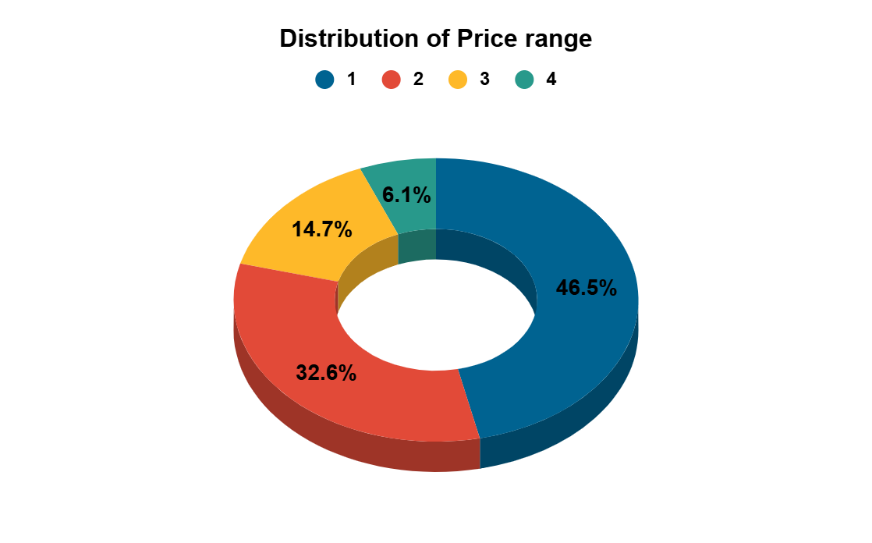 Distribution of Price range
1 2 3 4
6.1%
14.7%
46.5%
32.6%